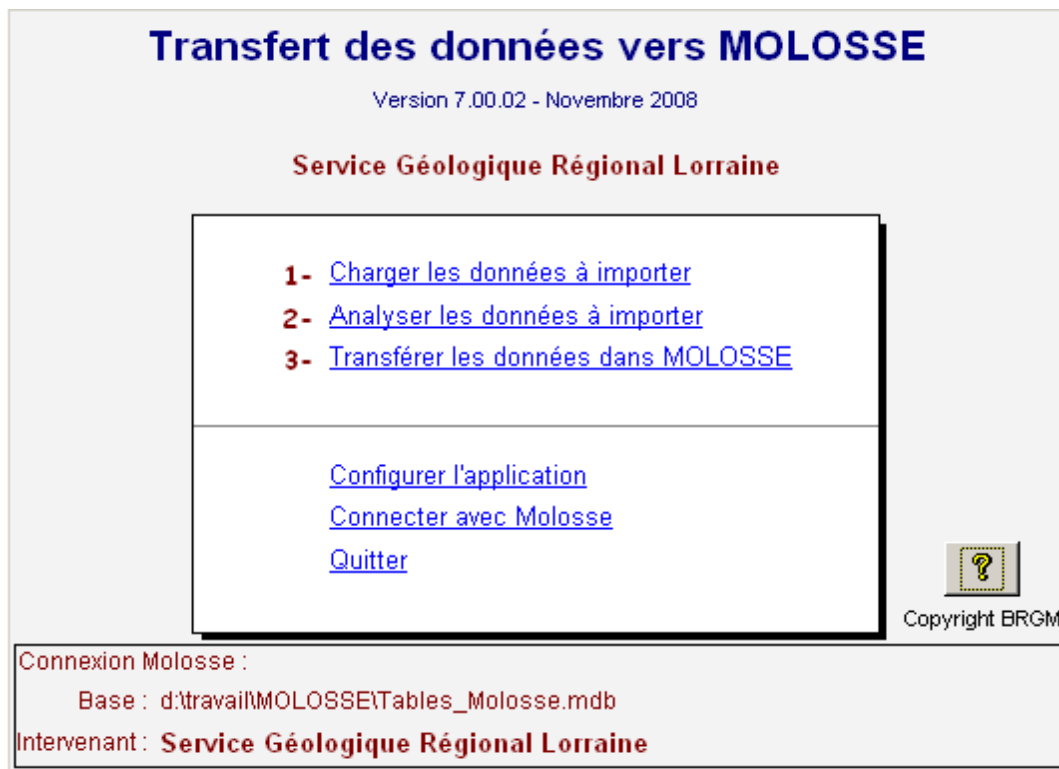 Transfert des données vers MOLOSSE
Version 7.00.02 - Novembre 2008
Service Géologique Régional Lorraine
1- Charger les données à importer
2- Analyser les données à importer
3- Transférer les données dans MOLOSSE
Configurer l'application
Connecter avec Molosse
Quitter
?
Copyright BRGM
Connexion Molosse :
Base : d:\travail\MOLOSSE\Tables_Molosse.mdb
Intervenant : Service Géologique Régional Lorraine